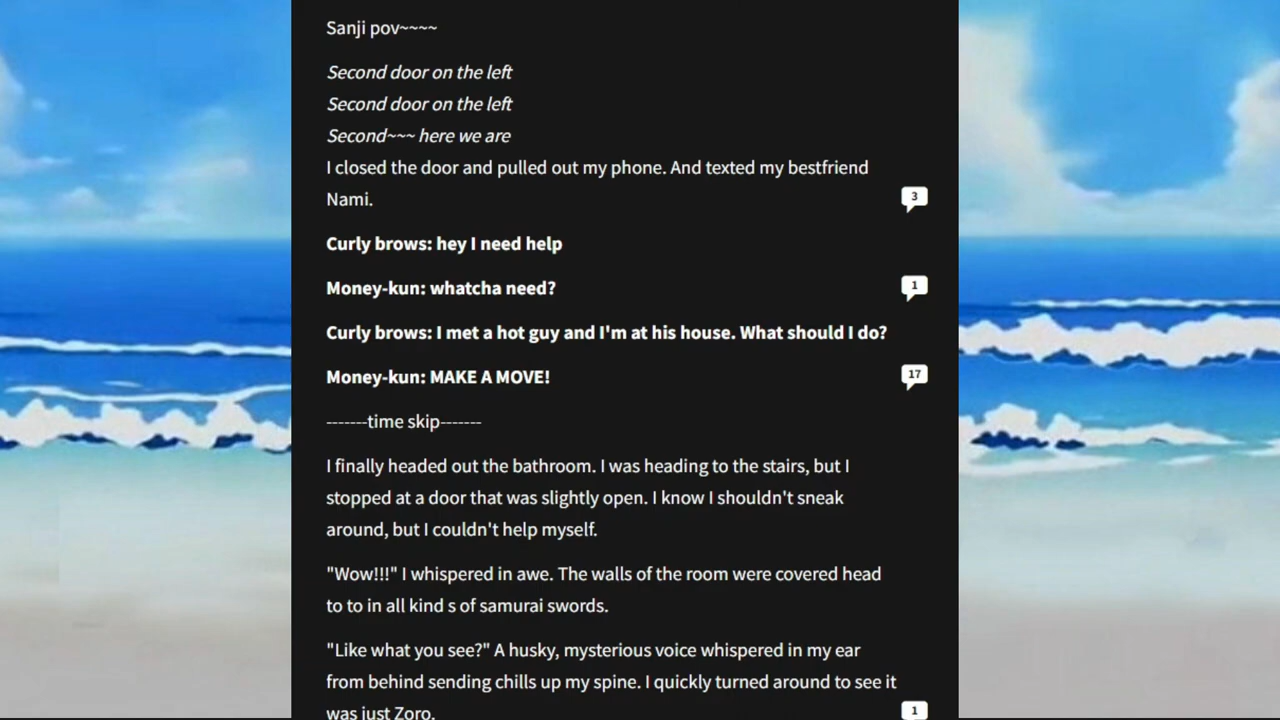 Sanji pov~~~~
Second door on the left
Second door on the left
Second~~~ here we are
I closed the door and pulled out my phone. And texted my bestfriend
Nami.
3
Curly brows: hey I need help
Money-kun: whatcha need?
1
Curly brows: I met a hot guy and I'm at his house. What should I do?
Money-kun: MAKE A MOVE!
17
-------time skip-------
I finally headed out the bathroom. I was heading to the stairs, but I
stopped at a door that was slightly open. I know I shouldn't sneak
around, but I couldn't help myself.
"Wow!!!" I whispered in awe. The walls of the room were covered head
to to in all kind s of samurai swords.
"Like what you see?" A husky, mysterious voice whispered in my ear
from behind sending chills up my spine. I quickly turned around to see it
was just Zoro.
1